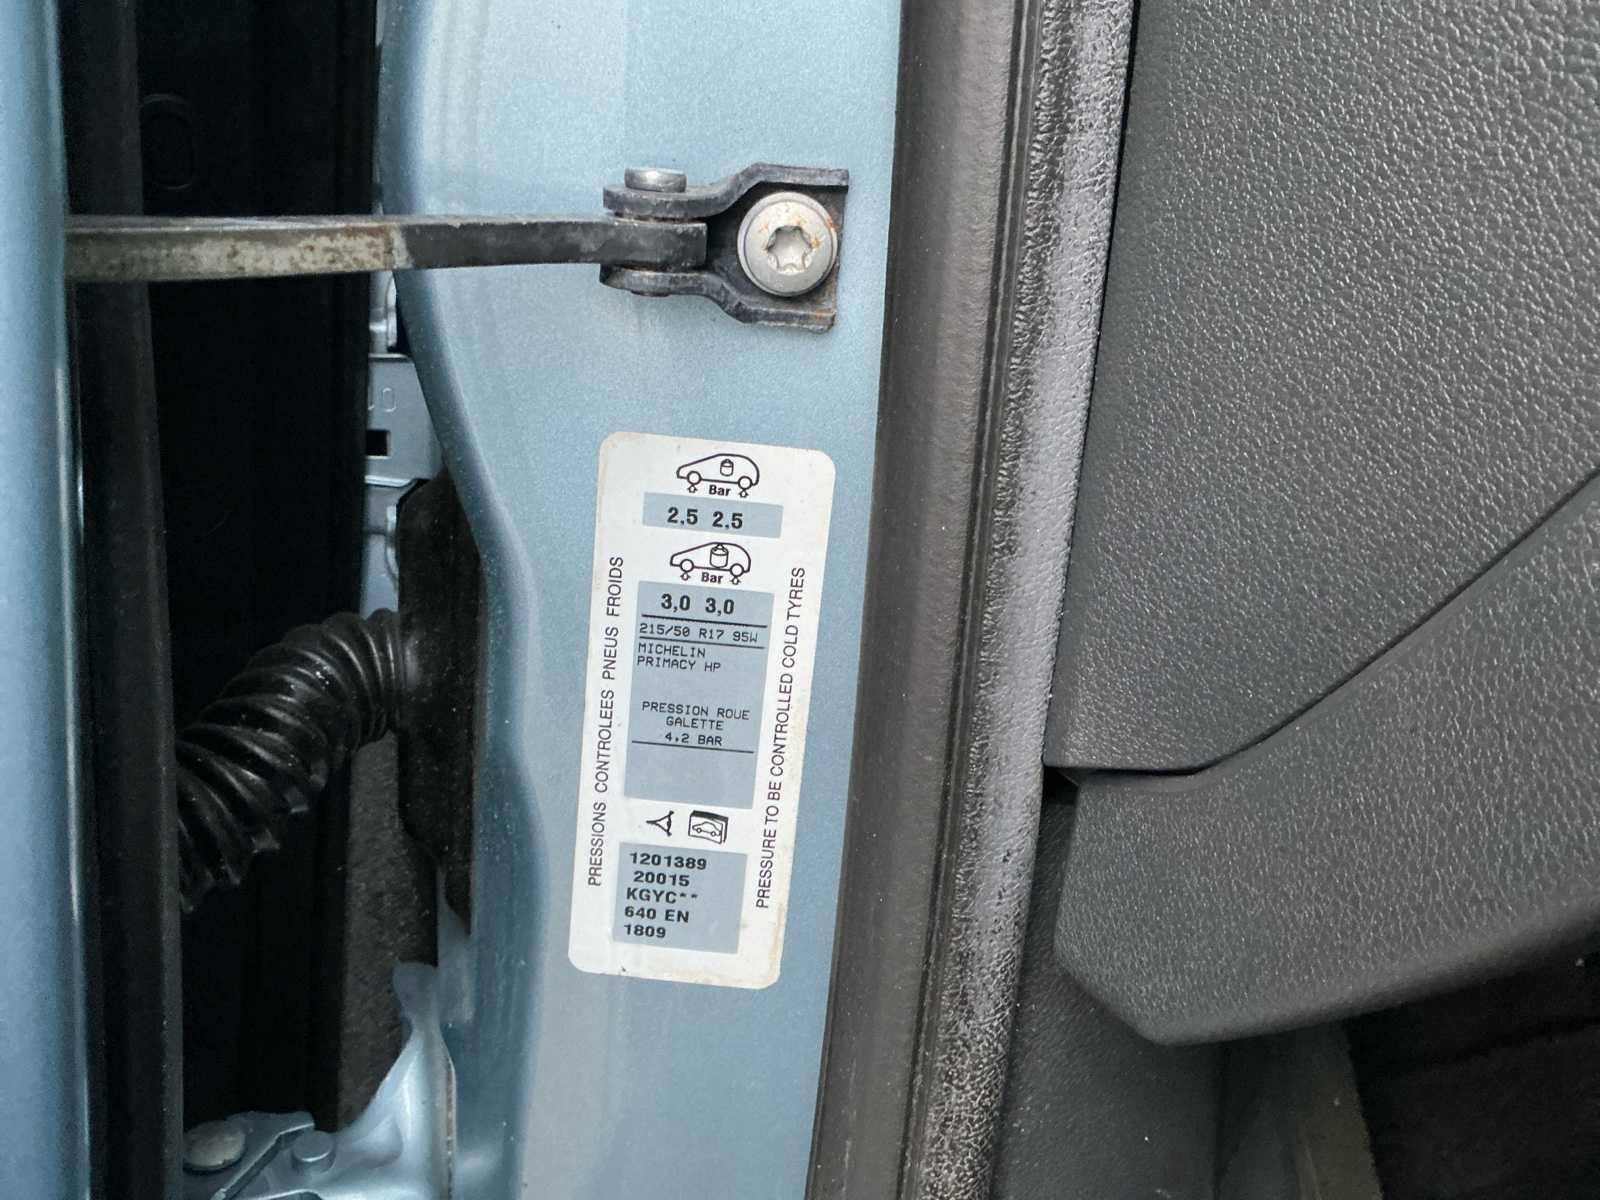 Bar
2,5 2,5
Bar
3,0 3,0
215/50 R17 95W
MICHELIN
PRIMACY HP
PRESSION ROUE
GALETTE
4,2 BAR
PRESSIONS CONTROLEES PNEUS FROIDS
PRESSURE TO BE CONTROLLED COLD TYRES
1201389
20015
KGYC**
640 EN
1809